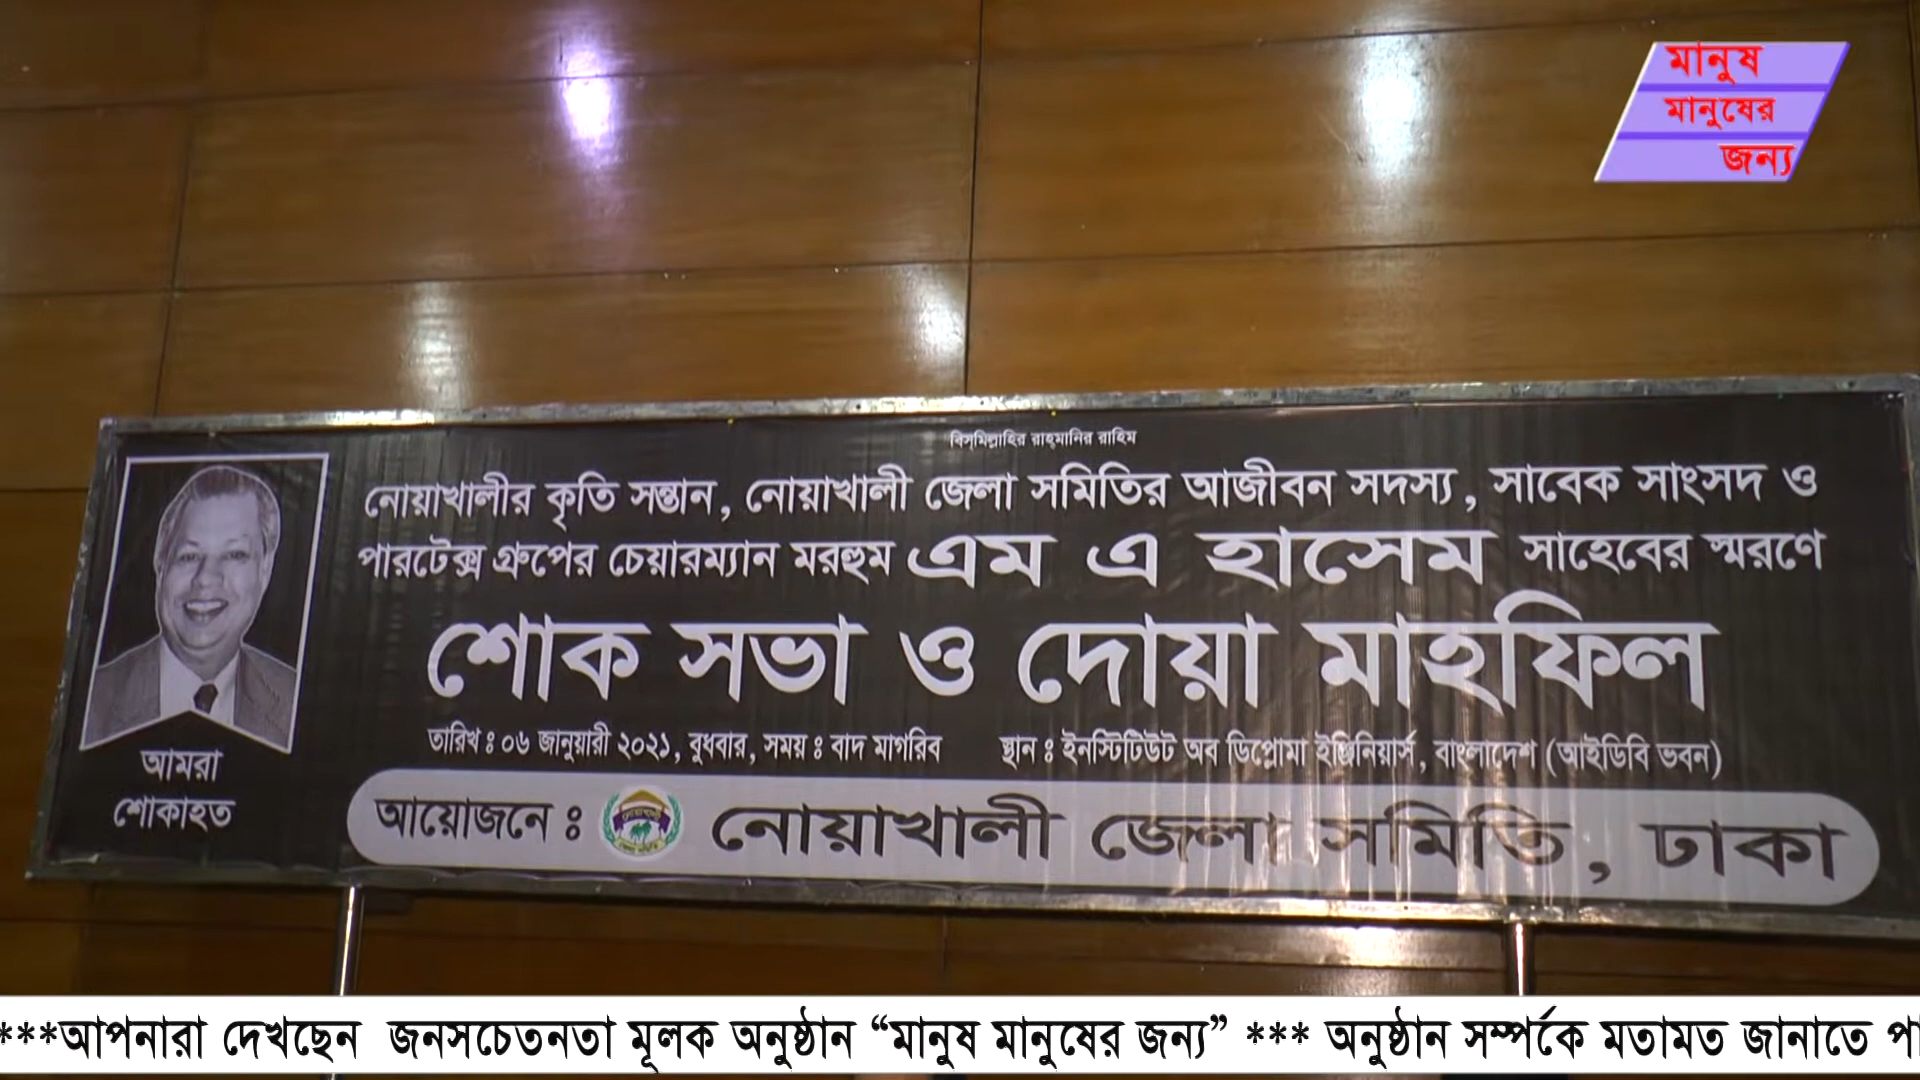 মানুষ
মানুষের
জন্য
বিস্‌মিল্লাহির রাহ্‌মানির রাহিম
নোয়াখালীর কৃতি সন্তান, নোয়াখালী জেলা সমিতির আজীবন সদস্য, সাবেক সাংসদ ও
পারটেক্স গ্রুপের চেয়ারম্যান মরহুম এম এ হাসেম সাহেবের স্মরণে
শোক সভা ও দোয়া মাহফিল
তারিখ ঃ ০৬ জানুয়ারী ২০২১, বুধবার, সময় ঃ বাদ মাগরিব স্থান ঃ ইনস্টিটিউট অব ডিপ্লোমা ইঞ্জিনিয়ার্স, বাংলাদেশ (আইডিবি ভবন)
আমরা
শোকাহত
আয়োজনে ঃ নোয়াখালী জেলা সমিতি, ঢাকা
***আপনারা দেখছেন জনসচেতনতা মূলক অনুষ্ঠান “মানুষ মানুষের জন্য” *** অনুষ্ঠান সম্পর্কে মতামত জানাতে পা